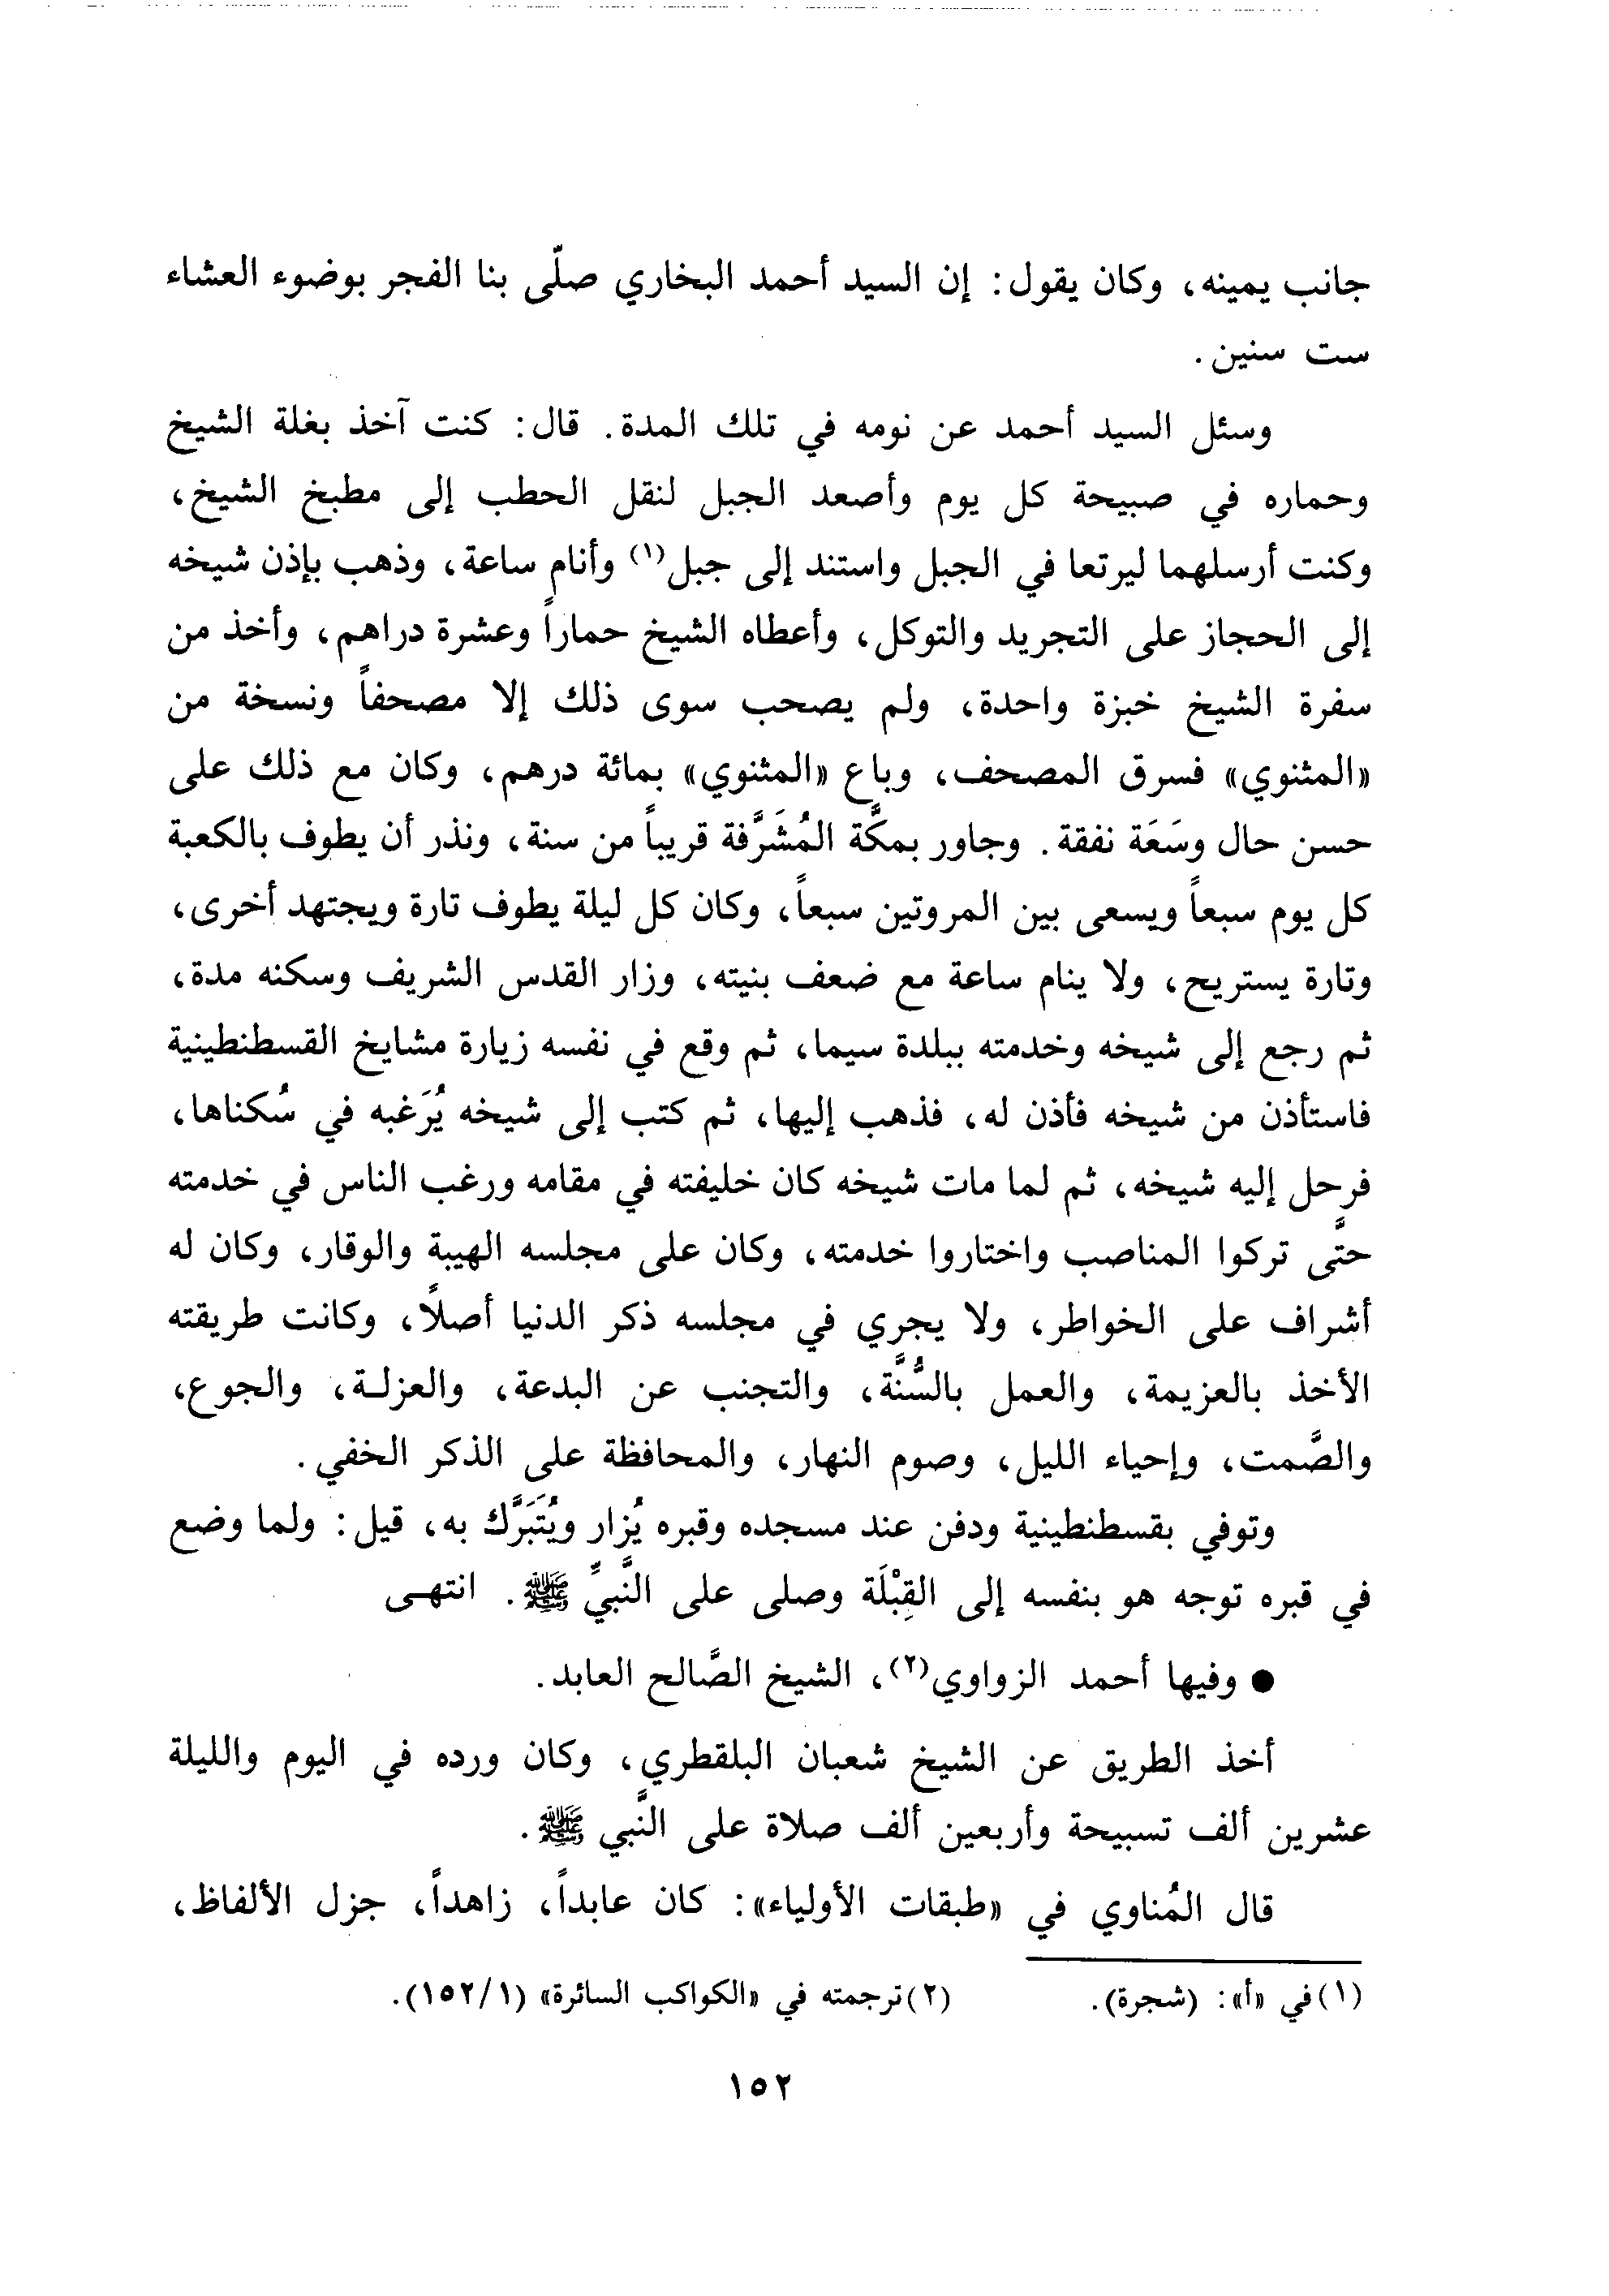 جانب يمينه، وكان يقول: إن السيد أحمد البخاري صلّى بنا الفجر بوضوء العشاء
ست سنين.
وسئل السيد أحمد عن نومه في تلك المدة. قال: كنت آخذ بغلة الشيخ
وحماره في صبيحة كل يوم وأصعد الجبل لنقل الحطب إلى مطبخ الشيخ،
وكنت أرسلهما ليرتعا في الجبل واستند إلى جبل(١) وأنام ساعة، وذهب بإذن شيخه
إلى الحجاز على التجريد والتوكل، وأعطاه الشيخ حماراً وعشرة دراهم، وأخذ من
سفرة الشيخ خبزة واحدة، ولم يصحب سوى ذلك إلا مصحفاً ونسخة من
«المثنوي» فسرق المصحف، وباع «المثنوي» بمائة درهم، وكان مع ذلك على
حسن حال وسَعَة نفقة. وجاور بمكَّة المُشَرَّفة قريباً من سنة، ونذر أن يطوف بالكعبة
كل يوم سبعاً ويسعى بين المروتين سبعاً، وكان كل ليلة يطوف تارة ويجتهد أخرى،
وتارة يستريح، ولا ينام ساعة مع ضعف بنيته، وزار القدس الشريف وسكنه مدة،
ثم رجع إلى شيخه وخدمته ببلدة سيما، ثم وقع في نفسه زيارة مشايخ القسطنطينية
فاستأذن من شيخه فأذن له، فذهب إليها، ثم كتب إلى شيخه يُرَغبه في سُكناها،
فرحل إليه شيخه، ثم لما مات شيخه كان خليفته في مقامه ورغب الناس في خدمته
حتَّى تركوا المناصب واختاروا خدمته، وكان على مجلسه الهيبة والوقار، وكان له
أشراف على الخواطر، ولا يجري في مجلسه ذكر الدنيا أصلًا، وكانت طريقته
الأخذ بالعزيمة، والعمل بالسُّنَّة، والتجنب عن البدعة، والعزلـة، والجوع،
والصَّمت، وإحياء الليل، وصوم النهار، والمحافظة على الذكر الخفي.
وتوفي بقسطنطينية ودفن عند مسجده وقبره يُزار ويُتَبَرَّك به، قيل: ولما وضع
في قبره توجه هو بنفسه إلى القِبْلَة وصلى على النَّبيِّ ﷺ. انتهـى
● وفيها أحمد الزواوي(٢)، الشيخ الصَّالح العابد.
أخذ الطريق عن الشيخ شعبان البلقطري، وكان ورده في اليوم والليلة
عشرين ألف تسبيحة وأربعين ألف صلاة على النَّبي ﷺ.
قال المُناوي في «طبقات الأولياء»: كان عابداً، زاهداً، جزل الألفاظ،
(١) في «أ»: (شجرة).
(٢) ترجمته في «الكواكب السائرة» (١/١٥٢).
١٥٢